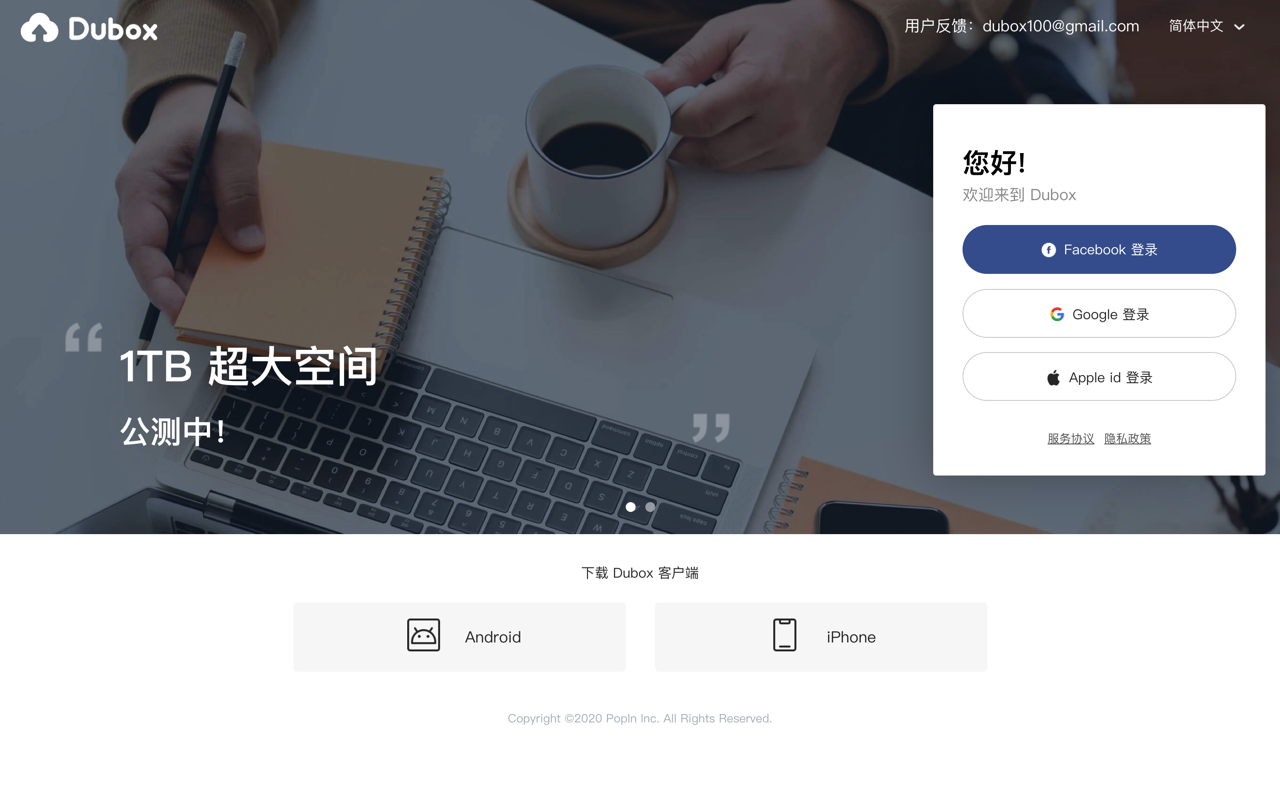 Dubox
用户反馈：dubox100@gmail.com
简体中文
您好!
欢迎来到 Dubox
Facebook 登录
Google 登录
Apple id 登录
服务协议 隐私政策
“
1TB 超大空间
公测中!
”
下载 Dubox 客户端
Android
iPhone
Copyright ©2020 PopIn Inc. All Rights Reserved.